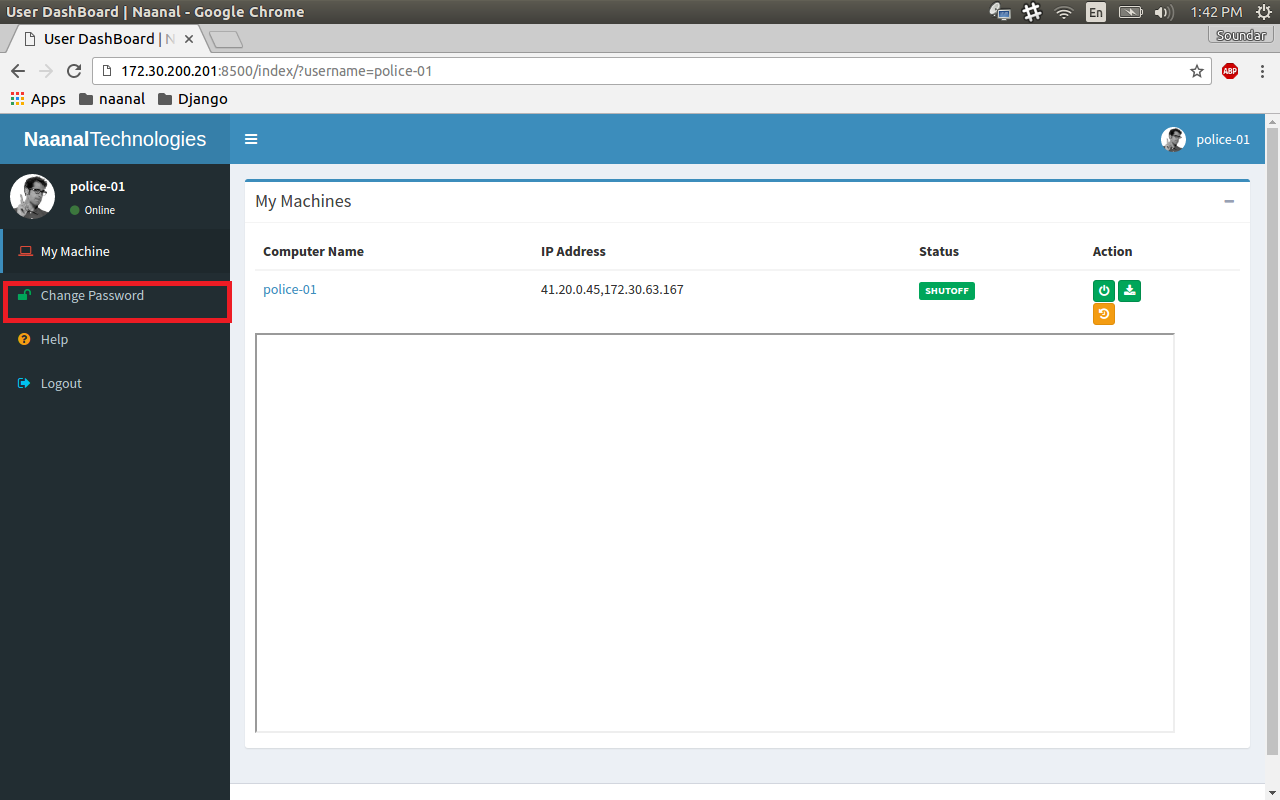 User DashBoard | Naanal - Google Chrome
En
1:42 PM
User DashBoard | N
Soundar
172.30.200.201:8500/index/?username=police-01
ABP
Apps
naanal
Django
NaanalTechnologies
police-01
police-01
Online
My Machine
Change Password
Help
Logout
My Machines
Computer Name
IP Address
Status
Action
police-01
41.20.0.45,172.30.63.167
SHUTOFF